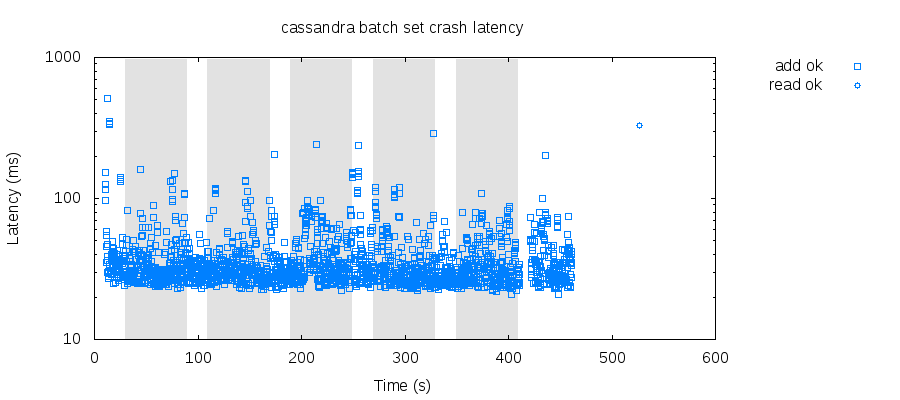 cassandra batch set crash latency
1000
100
10
Latency (ms)
0 100 200 300 400 500 600
Time (s)
add ok
read ok